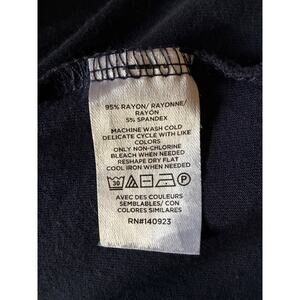 95% RAYON/ RAYONNE/
RAYON
5% SPANDEX
MACHINE WASH COLD
DELICATE CYCLE WITH LIKE
COLORS
ONLY NON-CHLORINE
BLEACH WHEN NEEDED
RESHAPE DRY FLAT
COOL IRON WHEN NEEDED
30 P
AVEC DES COULEURS
SEMBLABLES/ CON
COLORES SIMILARES
RN#140923